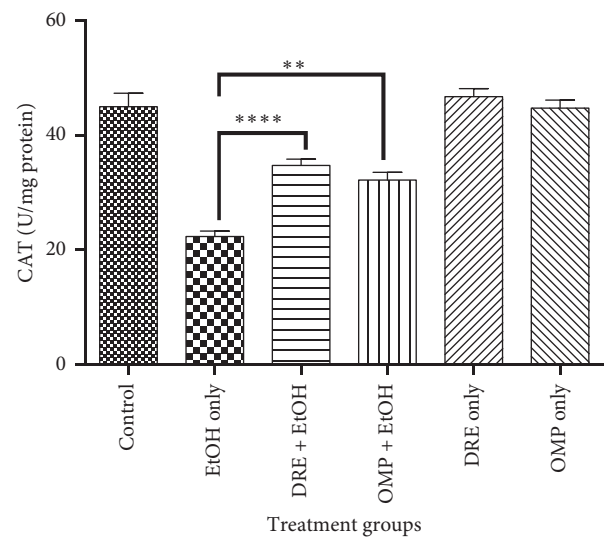 60
40
20
0
CAT (U/mg protein)
**
****
Control
EtOH only
DRE + EtOH
OMP + EtOH
DRE only
OMP only
Treatment groups